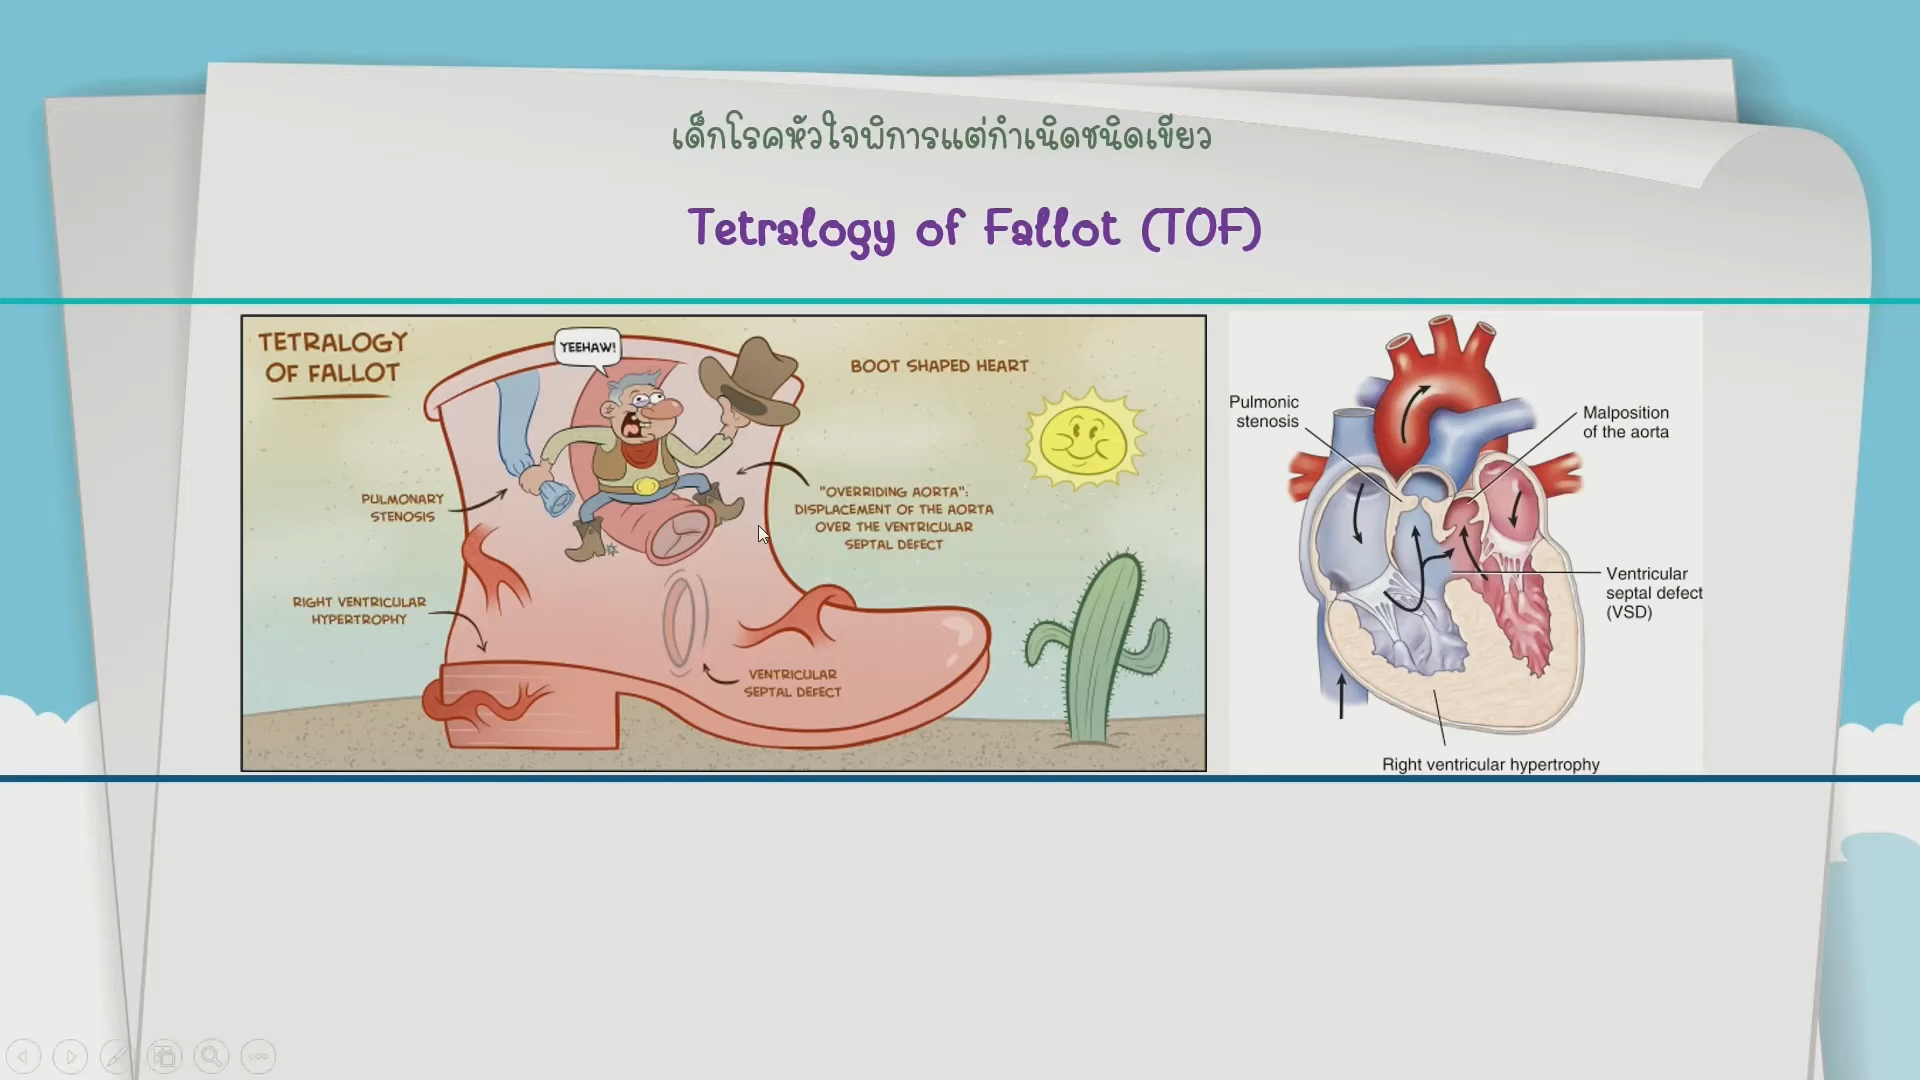 เด็กโรคหัวใจพิการแต่กำเนิดชนิดเขียว
Tetralogy of Fallot (TOF)
TETRALOGY
OF FALLOT
YEEHAW!
BOOT SHAPED HEART
PULMONARY
STENOSIS
"OVERRIDING AORTA":
DISPLACEMENT OF THE AORTA
OVER THE VENTRICULAR
SEPTAL DEFECT
RIGHT VENTRICULAR
HYPERTROPHY
VENTRICULAR
SEPTAL DEFECT
Pulmonic
stenosis
Malposition
of the aorta
Ventricular
septal defect
(VSD)
Right ventricular hypertrophy